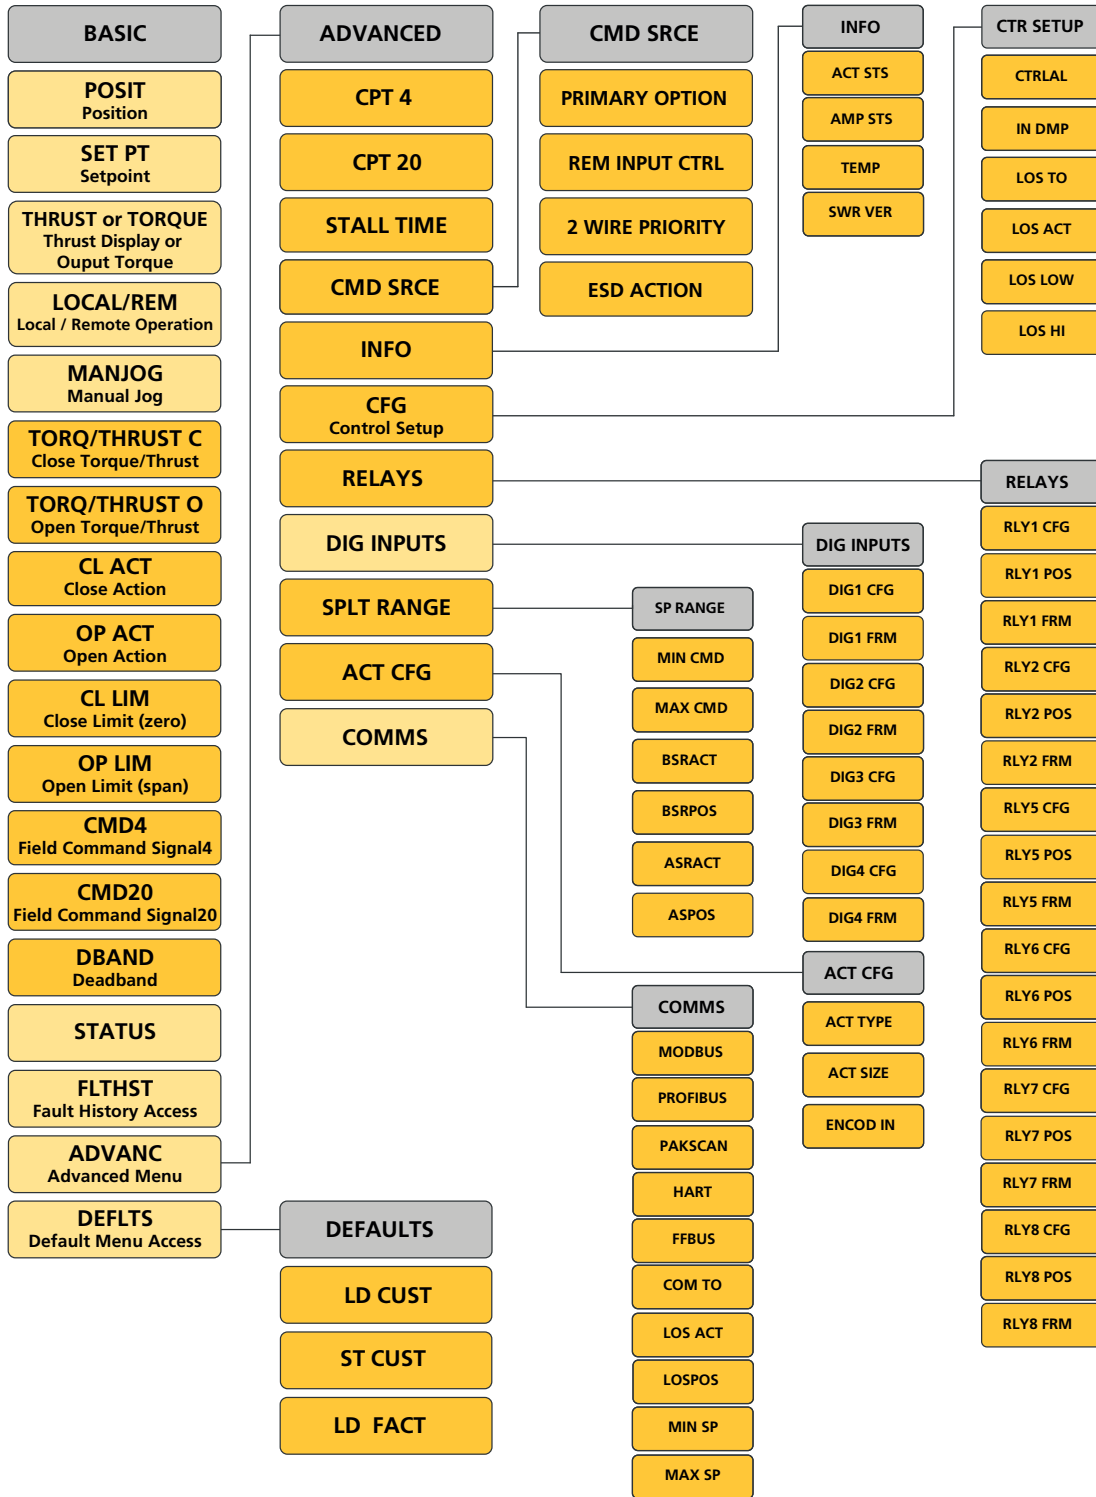 BASIC
POSIT
Position
SET PT
Setpoint
THRUST or TORQUE
Thrust Display or
Ouput Torque
LOCAL/REM
Local / Remote Operation
MANJOG
Manual Jog
TORQ/THRUST C
Close Torque/Thrust
TORQ/THRUST O
Open Torque/Thrust
CL ACT
Close Action
OP ACT
Open Action
CL LIM
Close Limit (zero)
OP LIM
Open Limit (span)
CMD4
Field Command Signal4
CMD20
Field Command Signal20
DBAND
Deadband
STATUS
FLTHST
Fault History Access
ADVANC
Advanced Menu
DEFLTS
Default Menu Access
ADVANCED
CPT 4
CPT 20
STALL TIME
CMD SRCE
INFO
CFG
Control Setup
RELAYS
DIG INPUTS
SPLT RANGE
ACT CFG
COMMS
DEFAULTS
LD CUST
ST CUST
LD FACT
CMD SRCE
PRIMARY OPTION
REM INPUT CTRL
2 WIRE PRIORITY
ESD ACTION
SP RANGE
MIN CMD
MAX CMD
BSRACT
BSRPOS
ASRACT
ASPOS
COMMS
MODBUS
PROFIBUS
PAKSCAN
HART
FFBUS
COM TO
LOS ACT
LOSPOS
MIN SP
MAX SP
INFO
ACT STS
AMP STS
TEMP
SWR VER
DIG INPUTS
DIG1 CFG
DIG1 FRM
DIG2 CFG
DIG2 FRM
DIG3 CFG
DIG3 FRM
DIG4 CFG
DIG4 FRM
ACT CFG
ACT TYPE
ACT SIZE
ENCOD IN
CTR SETUP
CTRLAL
IN DMP
LOS TO
LOS ACT
LOS LOW
LOS HI
RELAYS
RLY1 CFG
RLY1 POS
RLY1 FRM
RLY2 CFG
RLY2 POS
RLY2 FRM
RLY5 CFG
RLY5 POS
RLY5 FRM
RLY6 CFG
RLY6 POS
RLY6 FRM
RLY7 CFG
RLY7 POS
RLY7 FRM
RLY8 CFG
RLY8 POS
RLY8 FRM